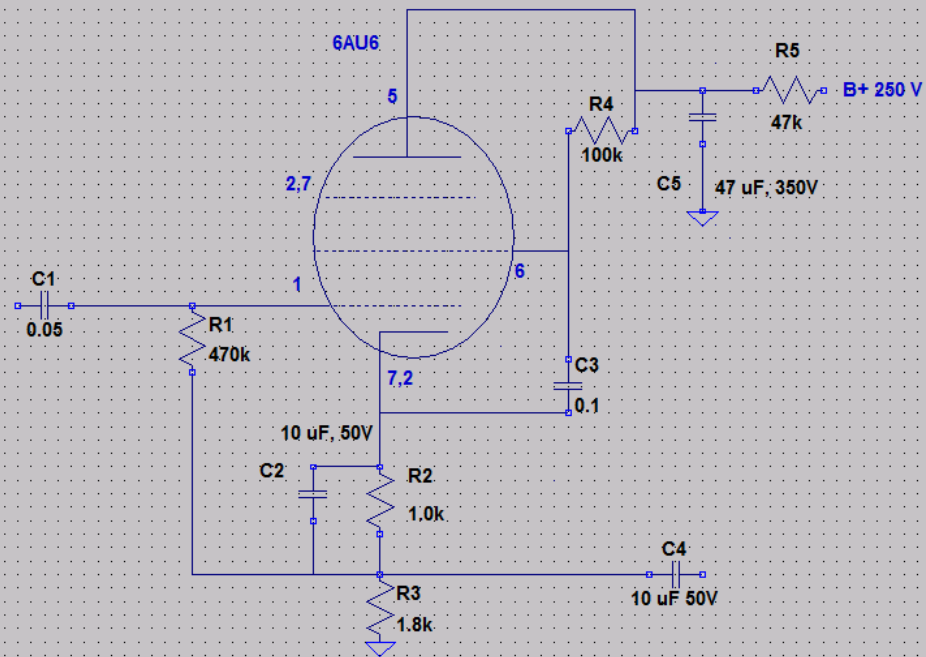 6AU6
5
2,7
1
6
7,2
R5
B+ 250 V
47k
R4
100k
C5
47 uF, 350V
C1
0.05
R1
470k
C3
0.1
10 uF, 50V
C2
R2
1.0k
C4
10 uF 50V
R3
1.8k